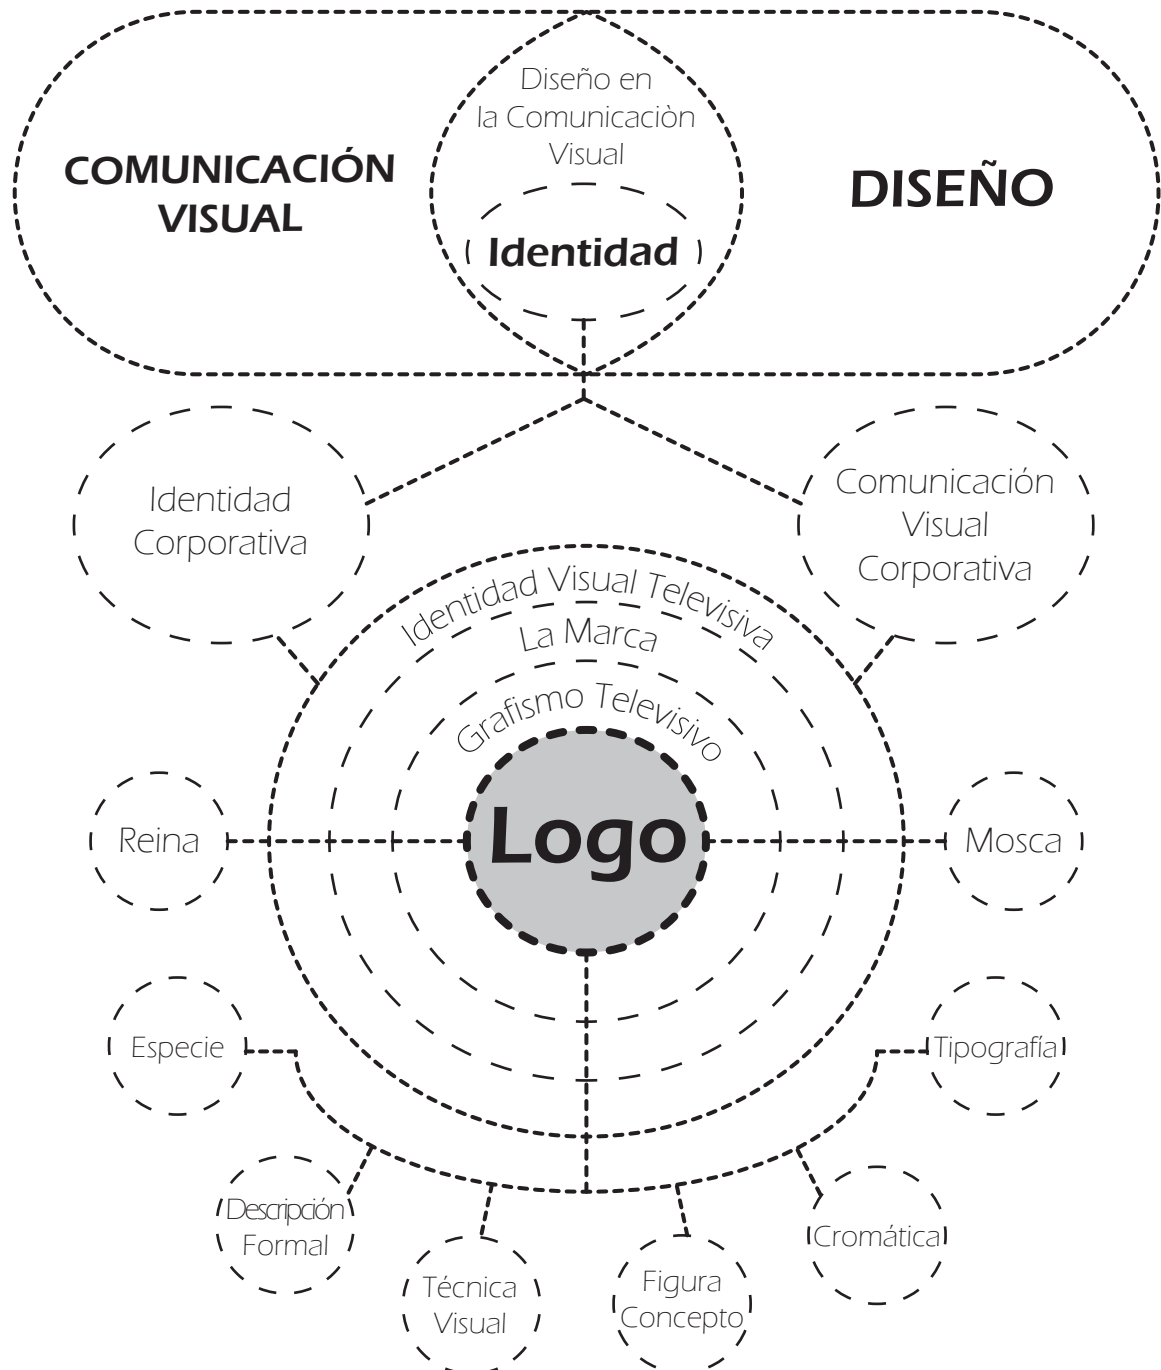 Diseño en
la Comunicaciòn
Visual
COMUNICACIÓN
VISUAL
Identidad
DISEÑO
Identidad
Corporativa
Comunicación
Visual
Corporativa
Identidad Visual Televisiva
La Marca
Grafismo Televisivo
Logo
Reina
Mosca
Especie
Tipografía
Descripción
Formal
Técnica
Visual
Figura
Concepto
Cromática